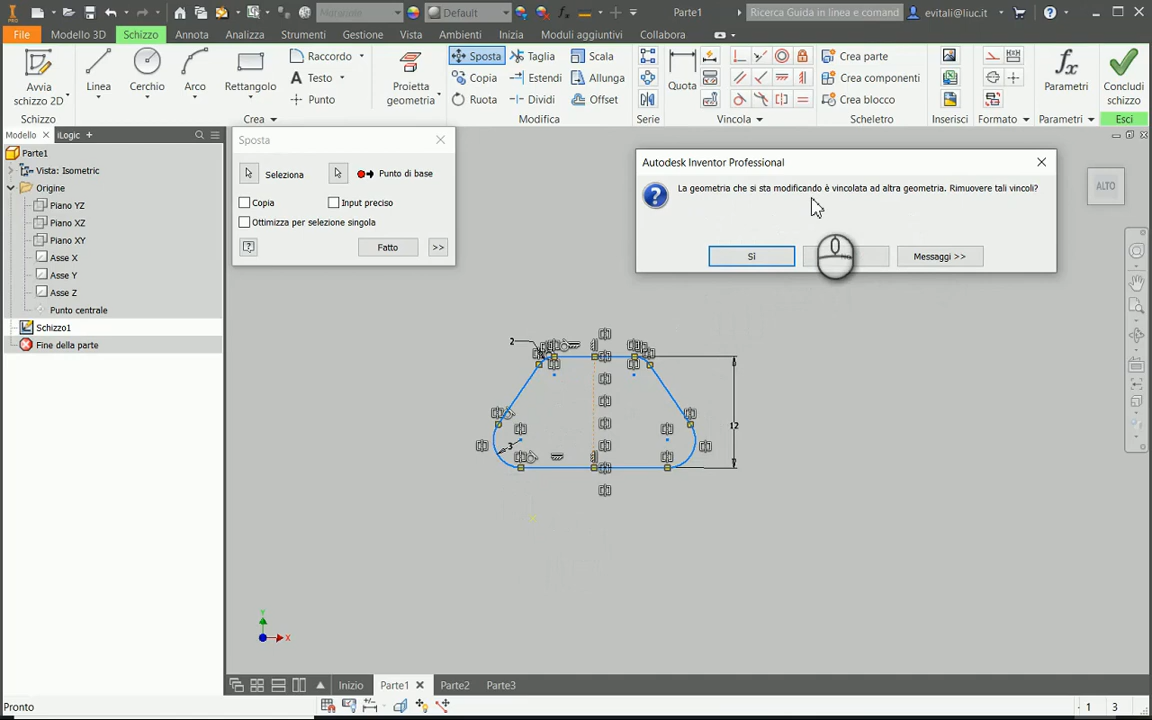 PRO
Materiale
Default
Parte1
Ricerca Guida in linea e comando
evitali@liuc.it
File
Modello 3D
Schizzo
Annota
Analizza
Strumenti
Gestione
Vista
Ambienti
Inizia
Moduli aggiuntivi
Collabora
Avvia
schizzo 2D
Linea
Cerchio
Arco
Rettangolo
Raccordo
Testo
Punto
Proietta
geometria
Sposta
Copia
Ruota
Taglia
Estendi
Dividi
Scala
Allunga
Offset
Quota
Crea parte
Crea componenti
Crea blocco
Parametri
Concludi
schizzo
Schizzo
Crea
Modifica
Serie
Vincola
Scheletro
Inserisci
Formato
Parametri
Esci
Modello
iLogic
Parte1
Vista: Isometric
Origine
Piano YZ
Piano XZ
Piano XY
Asse X
Asse Y
Asse Z
Punto centrale
Schizzo1
Fine della parte
Sposta
Seleziona
Punto di base
Copia
Input preciso
Ottimizza per selezione singola
Fatto
>>
Autodesk Inventor Professional
La geometria che si sta modificando è vincolata ad altra geometria. Rimuovere tali vincoli?
Sì
Messaggi >>
ALTO
2
3
12
Y
X
Inizio
Parte1
Parte2
Parte3
Pronto
1 3